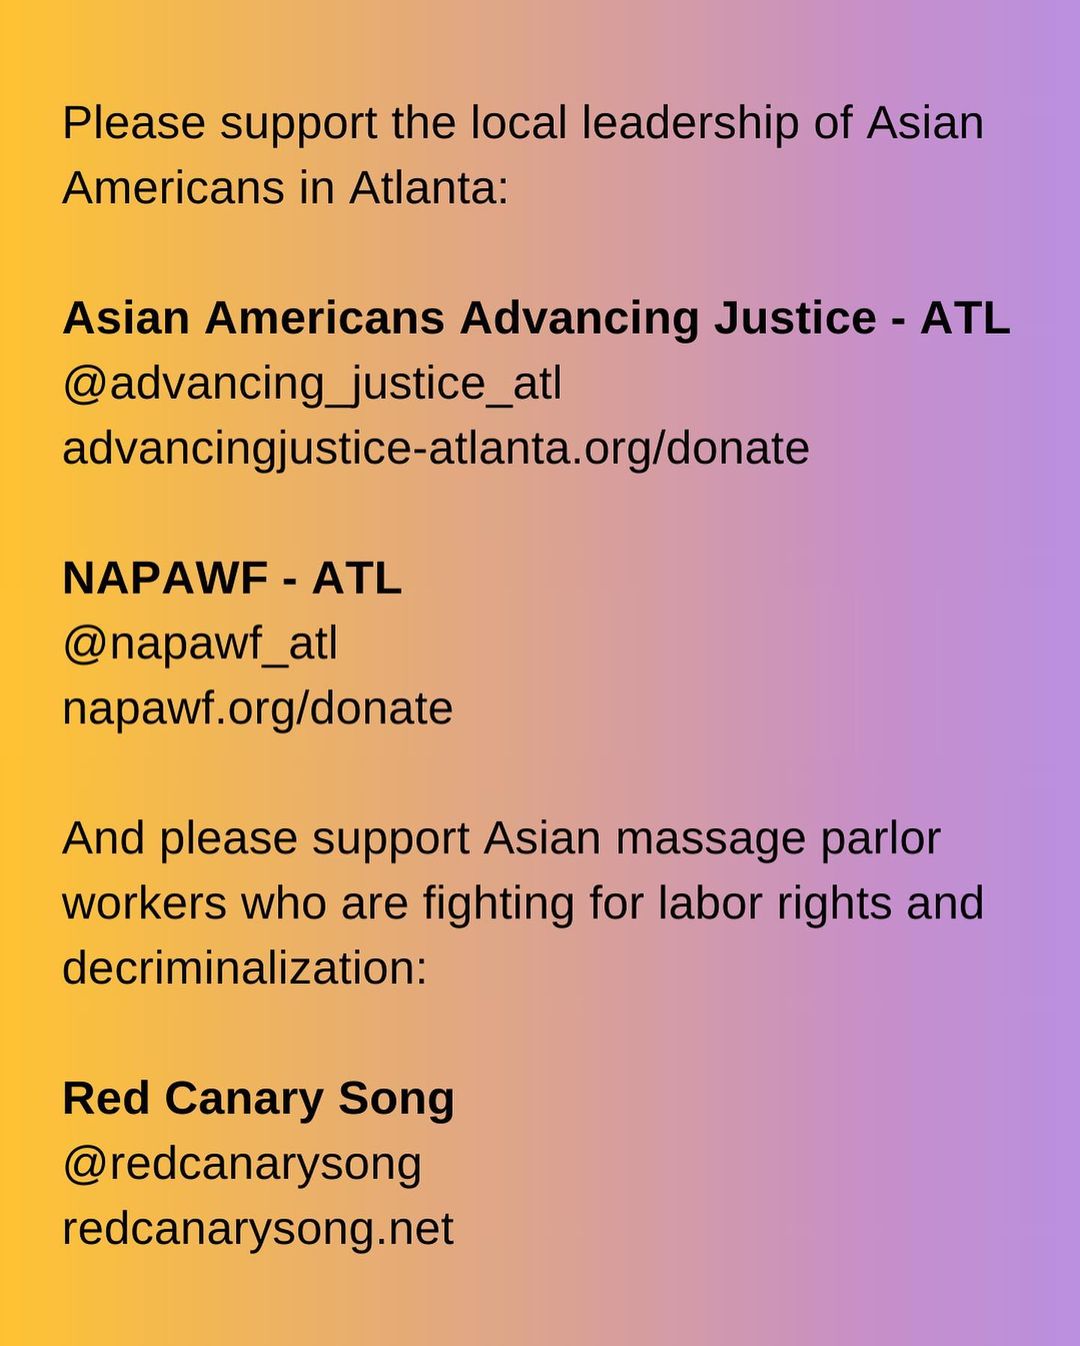 Please support the local leadership of Asian
Americans in Atlanta:
Asian Americans Advancing Justice - ATL
@advancing_justice_atl
advancingjustice-atlanta.org/donate
NAPAWF - ATL
@napawf_atl
napawf.org/donate
And please support Asian massage parlor
workers who are fighting for labor rights and
decriminalization:
Red Canary Song
@redcanarysong
redcanarysong.net